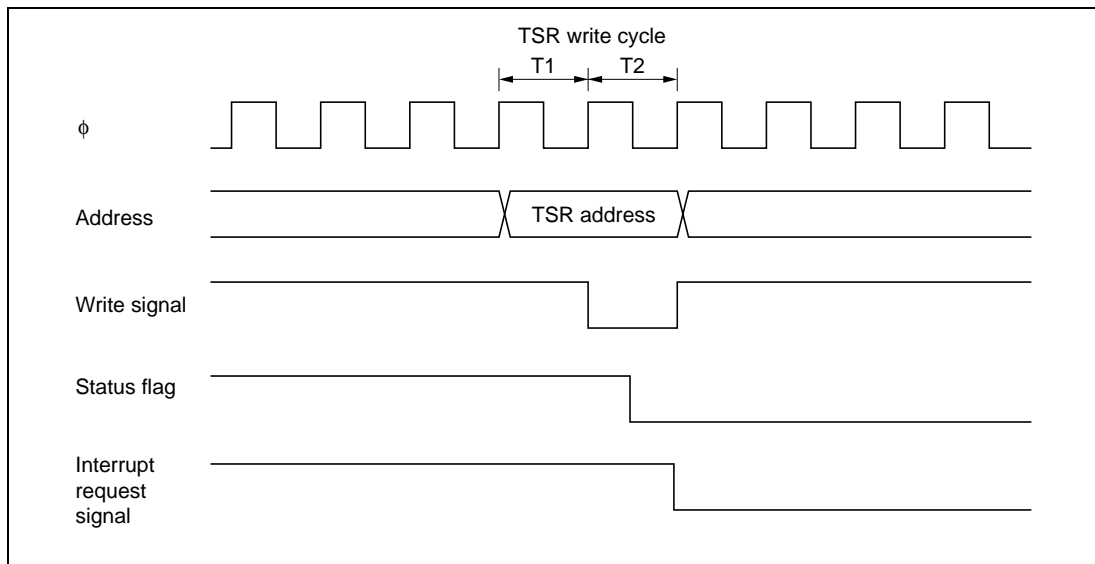 TSR write cycle
T1 T2
ϕ
Address
TSR address
Write signal
Status flag
Interrupt
request
signal